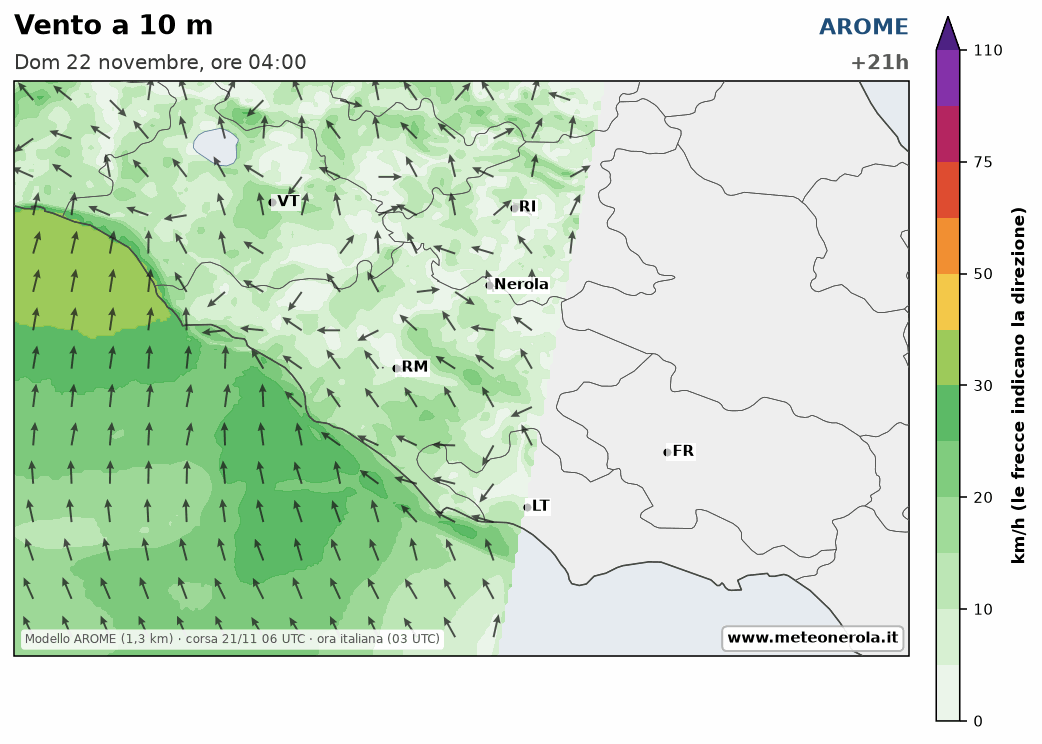 Vento a 10 m
AROME
Dom 22 novembre, ore 04:00
+21h
110
75
50
30
20
10
0
km/h (le frecce indicano la direzione)
VT
RI
Nerola
RM
FR
LT
Modello AROME (1,3 km) · corsa 21/11 06 UTC · ora italiana (03 UTC)
www.meteonerola.it